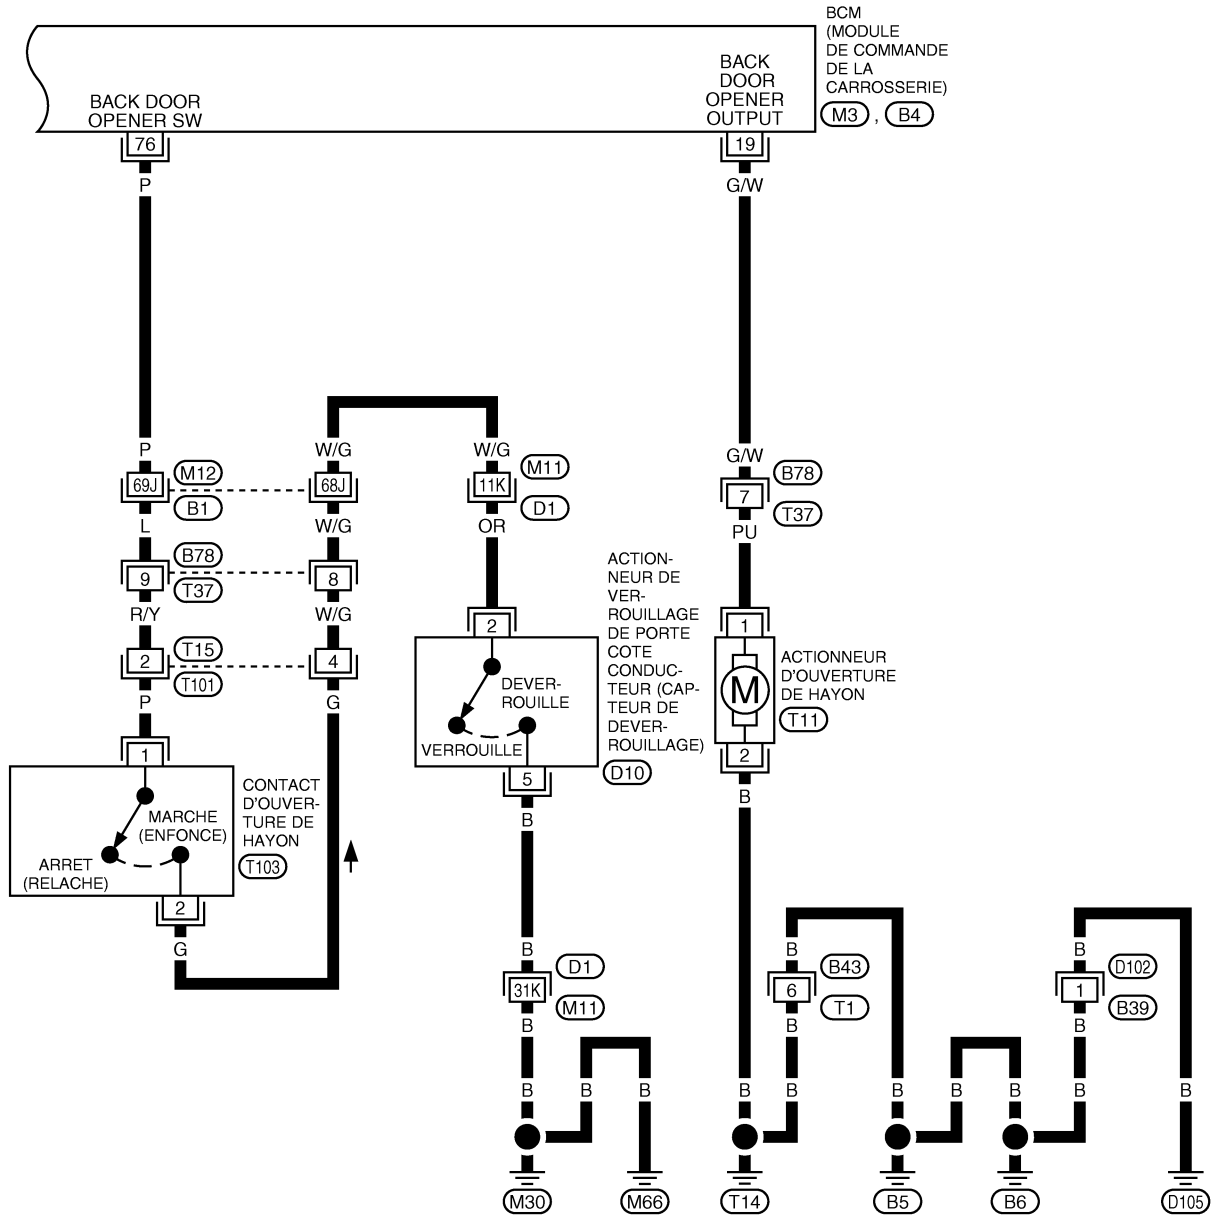 BCM
(MODULE
DE COMMANDE
DE LA
CARROSSERIE)
M3 , B4
BACK DOOR
OPENER SW
BACK
DOOR
OPENER
OUTPUT
76
19
P
G/W
P
W/G
W/G
G/W
69J
M12
B1
68J
11K
M11
D1
7
B78
T37
L
W/G
OR
PU
9
B78
T37
8
R/Y
W/G
2
T15
T101
4
P
G
1
MARCHE
(ENFONCE)
ARRET
(RELACHE)
CONTACT
D'OUVER-
TURE DE
HAYON
T103
2
G
2
DEVER-
ROUILLE
VERROUILLE
ACTION-
NEUR DE
VER-
ROUILLAGE
DE PORTE
COTE
CONDUC-
TEUR (CAP-
TEUR DE
DEVER-
ROUILLAGE)
D10
5
B
1
M
ACTIONNEUR
D'OUVERTURE
DE HAYON
T11
2
B
B
B
B
31K
D1
M11
6
B43
T1
1
D102
B39
B
B
B
B
B
B
B
B
B
B
B
B
M30
M66
T14
B5
B6
D105